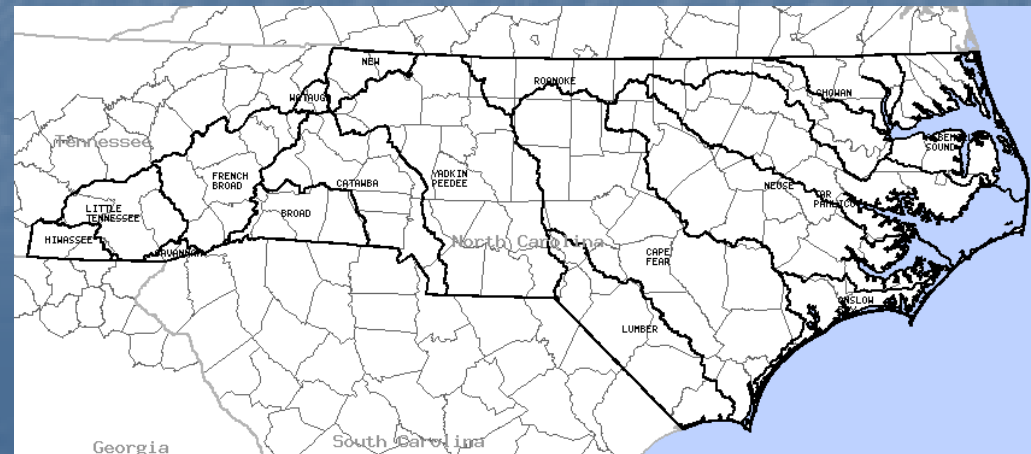 NEW
ROANOKE
WATAUGA
CHOWAN
Tennessee
SOUND
FRENCH
BROAD
CATAWBA
YADKIN
PEEDEE
NEUSE
TAR
PAMLICO
LITTLE
TENNESSEE
BROAD
HIWASSEE
North Carolina
SAVANNAH
CAPE
FEAR
ONSLOW
LUMBER
South Carolina
Georgia